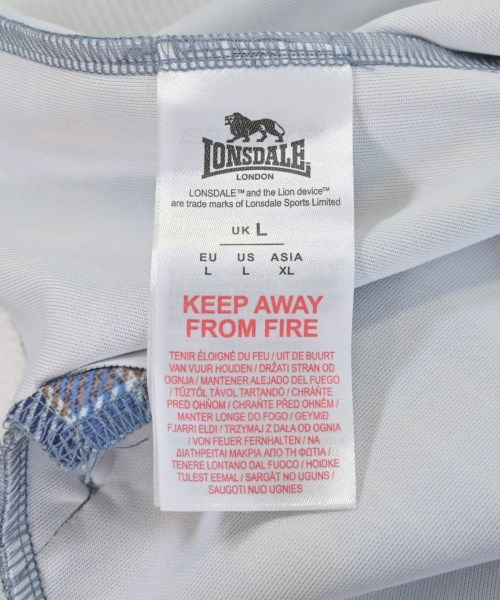 LONSDALE
LONDON
LONSDALE™ and the Lion device™
are trade marks of Lonsdale Sports Limited
UK L
EU US ASIA
L L XL
KEEP AWAY
FROM FIRE
TENIR ÉLOIGNÉ DU FEU / UIT DE BUURT
VAN VUUR HOUDEN / DRŽATI STRAN OD
OGNJA / MANTENER ALEJADO DEL FUEGO
/ TŰZTŐL TÁVOL TARTANDÓ / CHRÁŇTE
PRED OHŇOM / CHRAŇTE PŘED OHNĚM /
MANTER LONGE DO FOGO / GEYMIÐ
FJARRI ELDI / TRZYMAJ Z DALA OD OGNIA
/ VON FEUER FERNHALTEN / ΝΑ
ΔΙΑΤΗΡΕΙΤΑΙ ΜΑΚΡΙΑ ΑΠΟ ΤΗ ΦΩΤΙΑ /
TENERE LONTANO DAL FUOCO / HOIDKE
TULEST EEMAL / SARGĀT NO UGUNS /
SAUGOTI NUO UGNIES